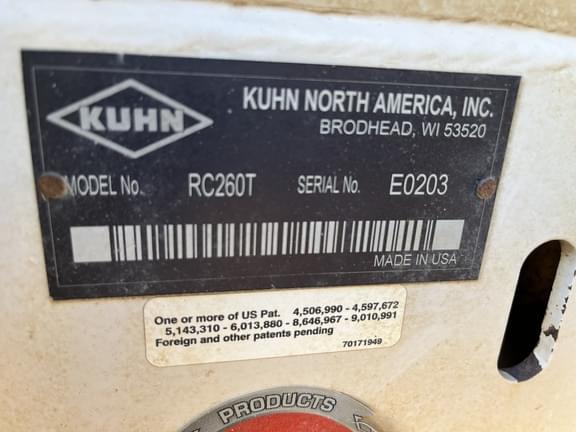 KUHN
KUHN NORTH AMERICA, INC.
BRODHEAD, WI 53520
MODEL No. RC260T SERIAL No. E0203
MADE IN USA
One or more of US Pat. 4,506,990 - 4,597,672
5,143,310 - 6,013,880 - 8,646,967 - 9,010,991
Foreign and other patents pending
70171949
PRODUCTS